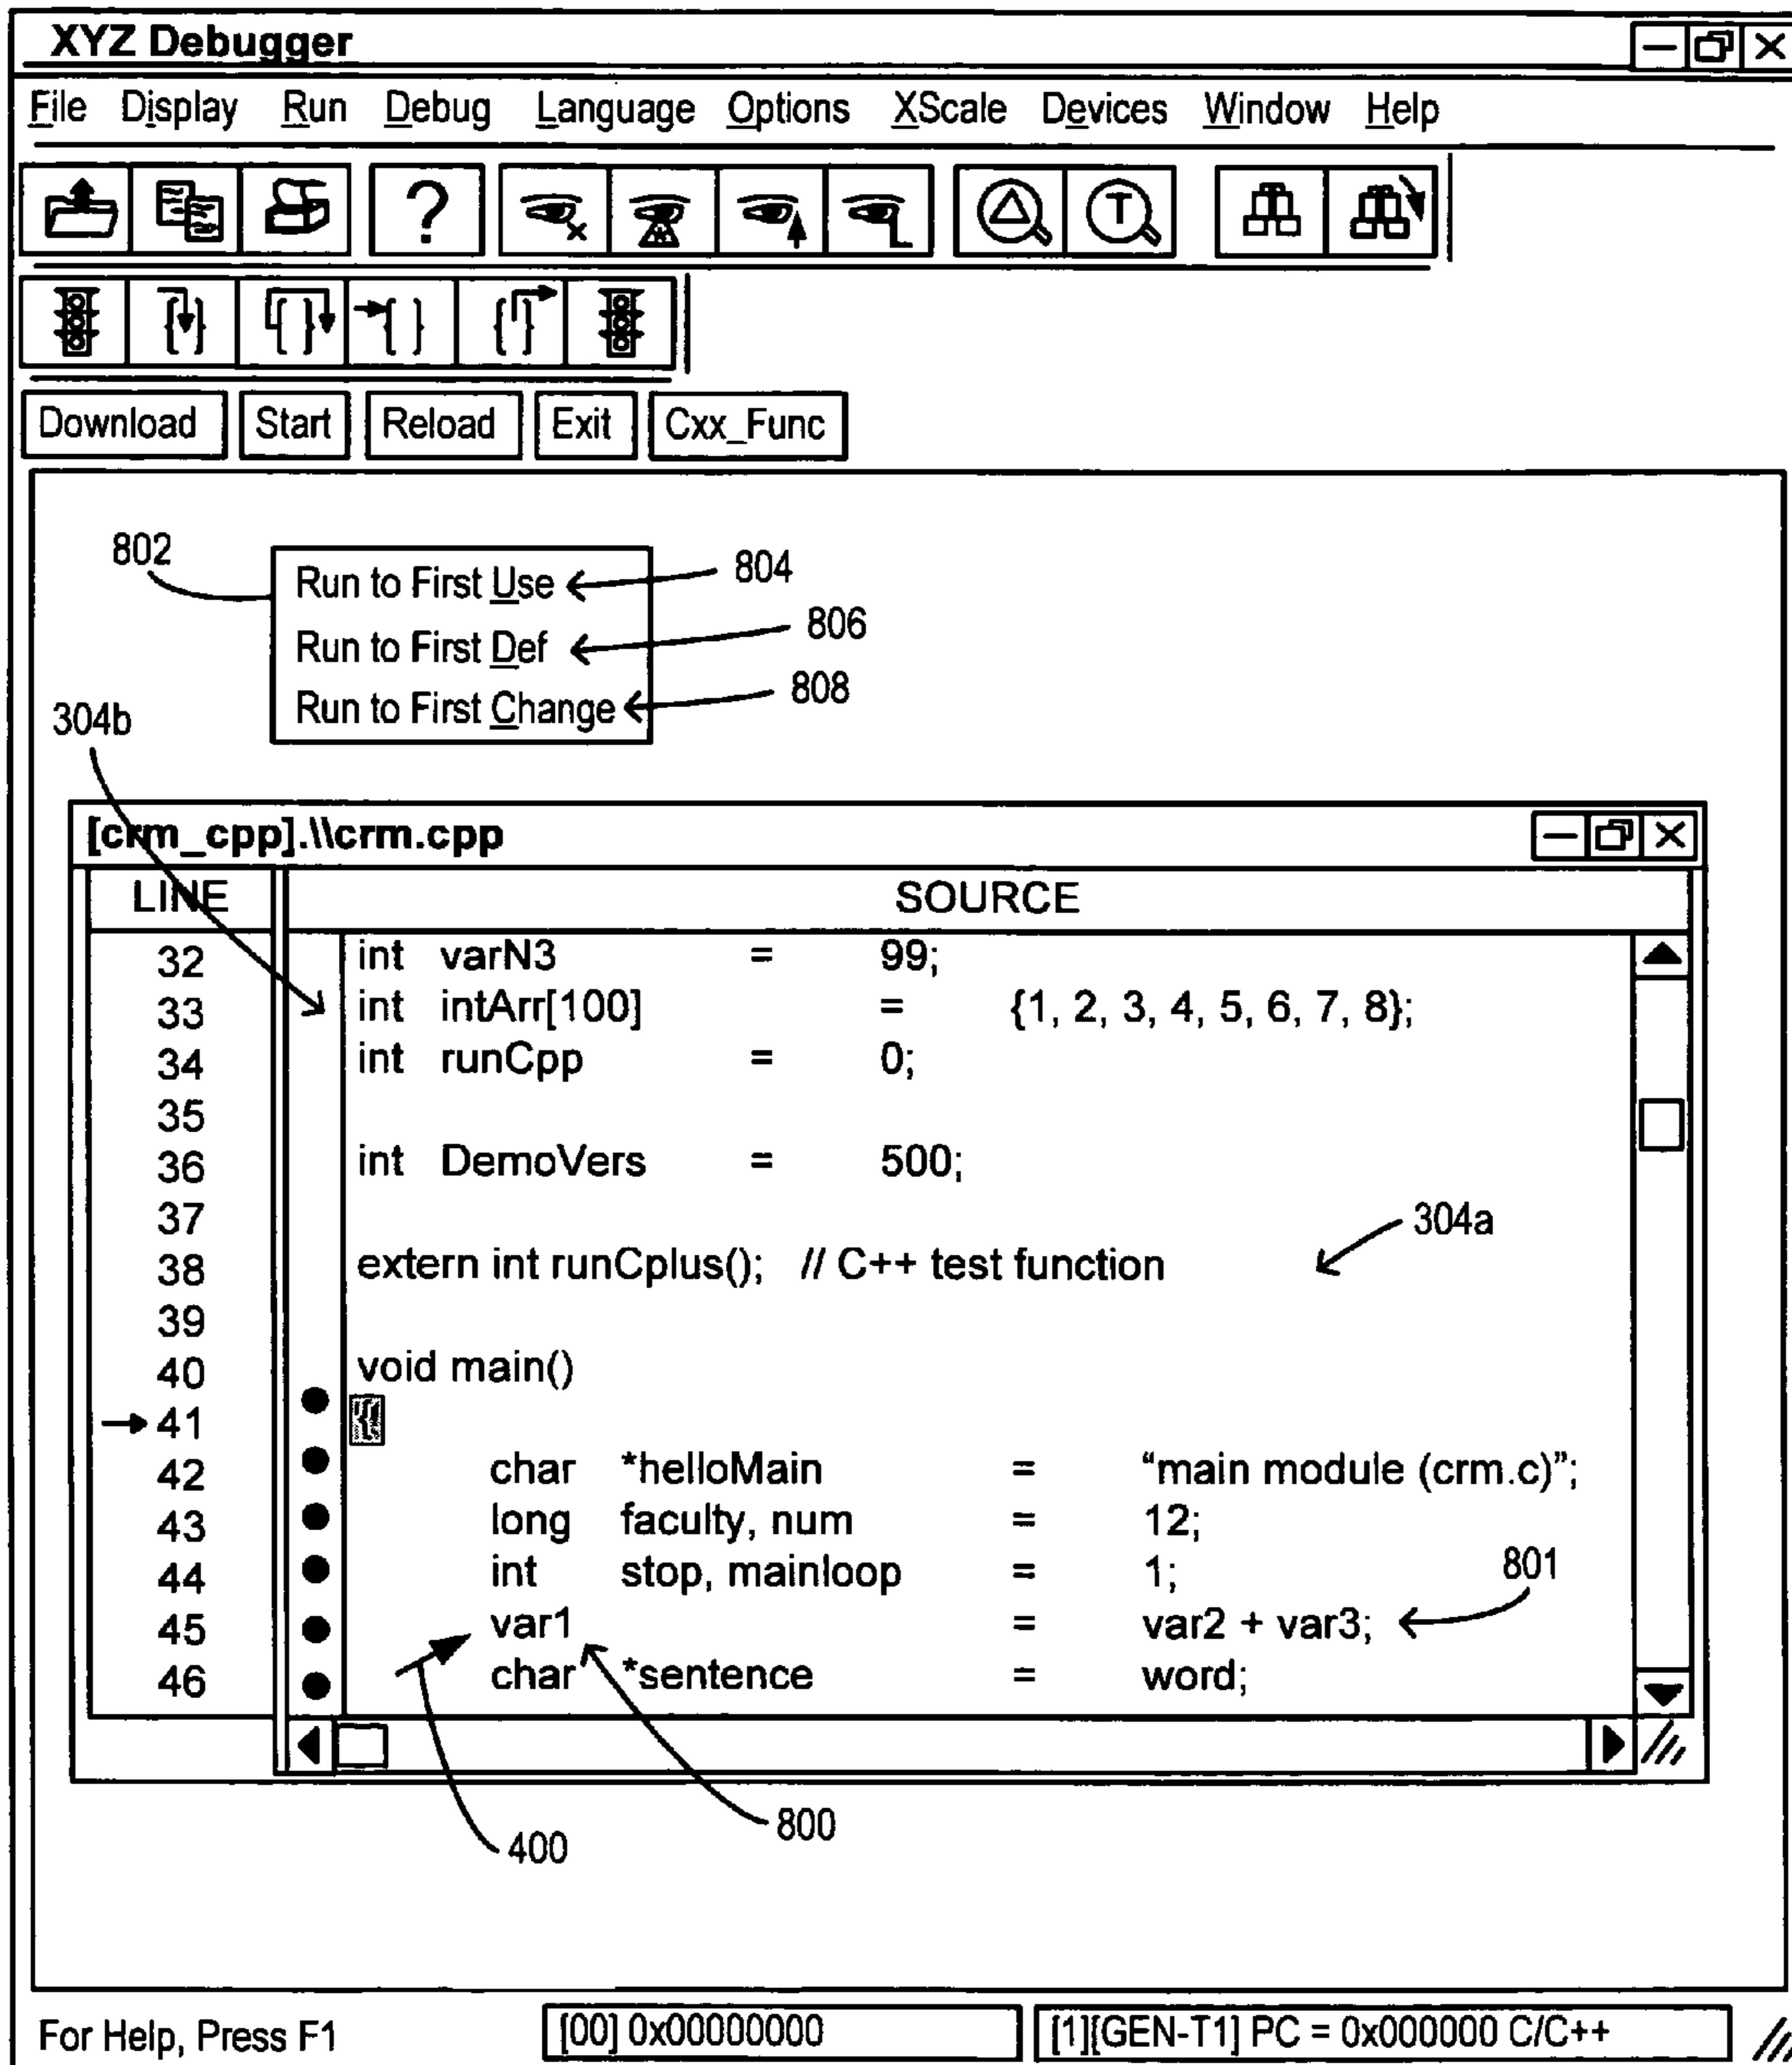 XYZ Debugger
File Display Run Debug Language Options XScale Devices Window Help
?
T
{ } { } { } { }
Download Start Reload Exit Cxx_Func
802
Run to First Use 804
Run to First Def 806
Run to First Change 808
304b
[crm_cpp].\\crm.cpp
LINE SOURCE
32 int varN3 = 99;
33 int intArr[100] = {1, 2, 3, 4, 5, 6, 7, 8};
34 int runCpp = 0;
35
36 int DemoVers = 500;
37
304a
38 extern int runCplus(); // C++ test function
39
40 void main()
41 {
42 char *helloMain = “main module (crm.c)”;
43 long faculty, num = 12;
44 int stop, mainloop = 1;
801
45 var1 = var2 + var3;
46 char *sentence = word;
800
400
For Help, Press F1 [00] 0x00000000 [1][GEN-T1] PC = 0x000000 C/C++